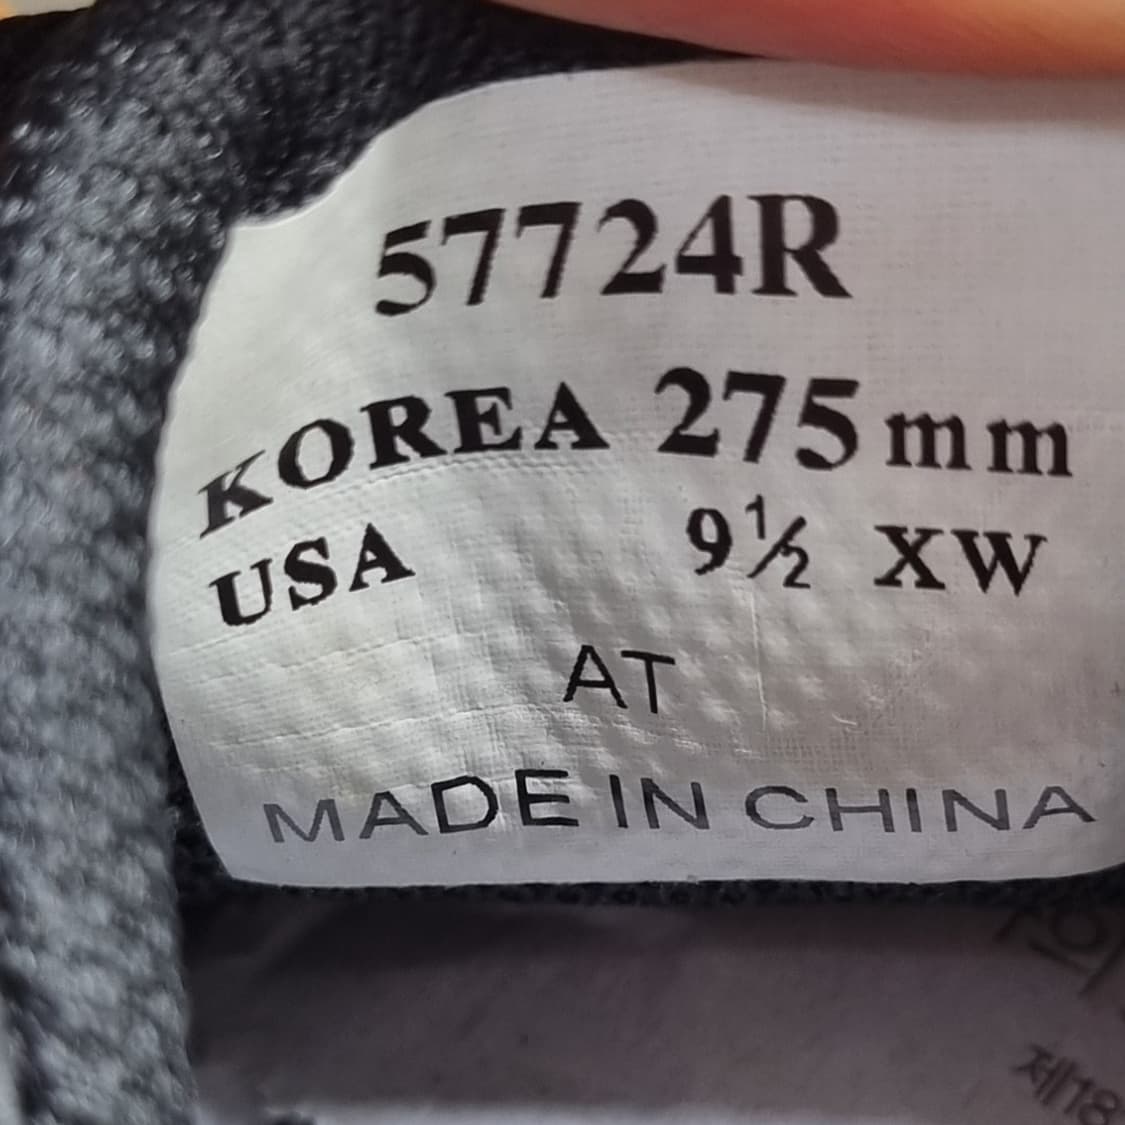 57724R
KOREA 275mm
USA 9½ XW
AT
MADE IN CHINA